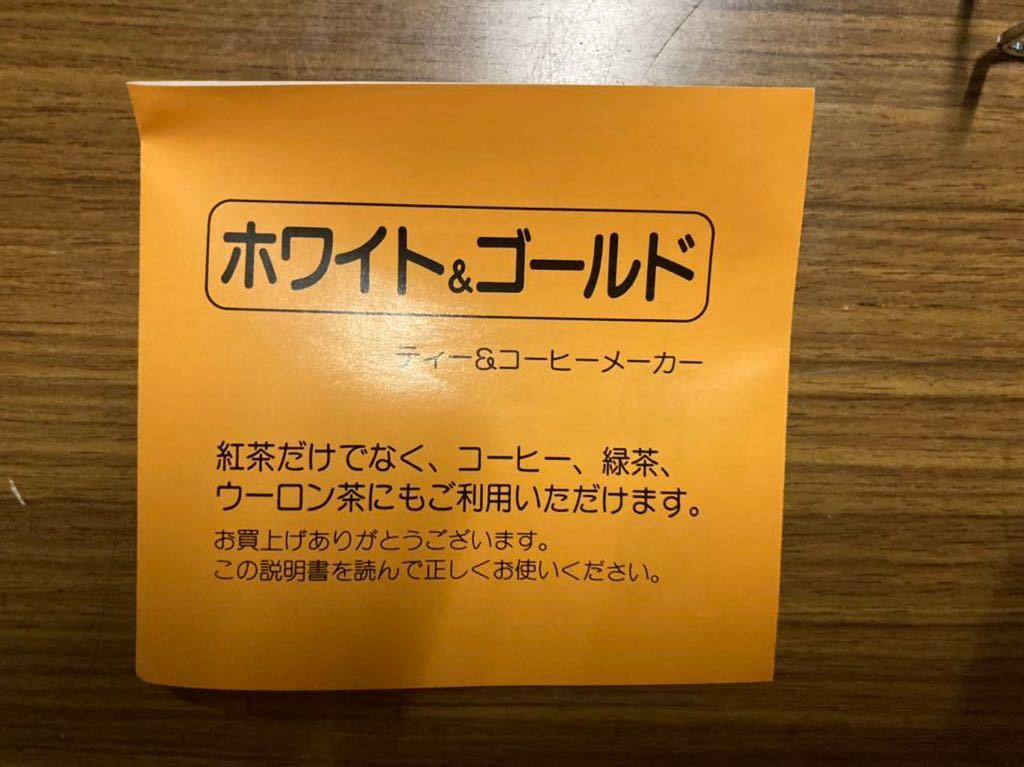 ホワイト&ゴールド
ティー&コーヒーメーカー
紅茶だけでなく、コーヒー、緑茶、
ウーロン茶にもご利用いただけます。
お買上げありがとうございます。
この説明書を読んで正しくお使いください。